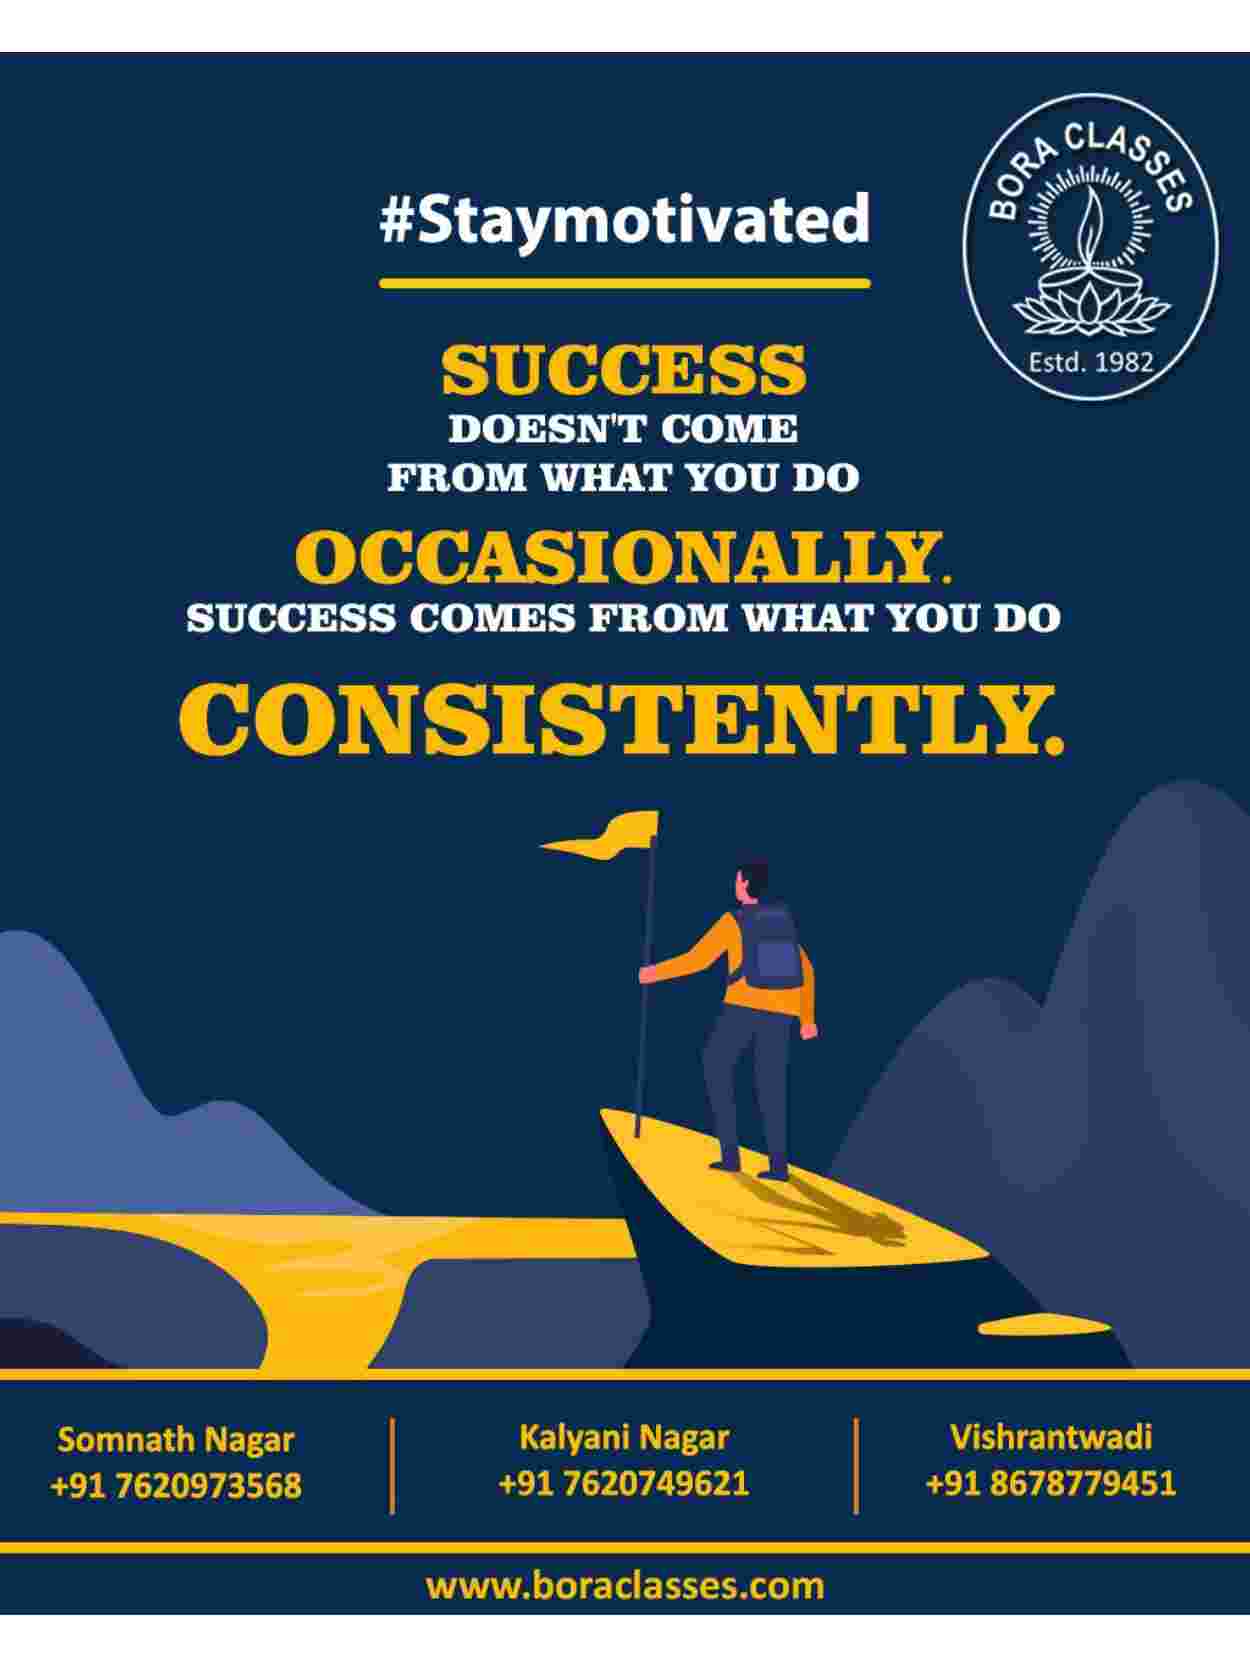 BORA CLASSES
Estd. 1982
#Staymotivated
SUCCESS
DOESN'T COME
FROM WHAT YOU DO
OCCASIONALLY.
SUCCESS COMES FROM WHAT YOU DO
CONSISTENTLY.
Somnath Nagar
+91 7620973568
Kalyani Nagar
+91 7620749621
Vishrantwadi
+91 8678779451
www.boraclasses.com